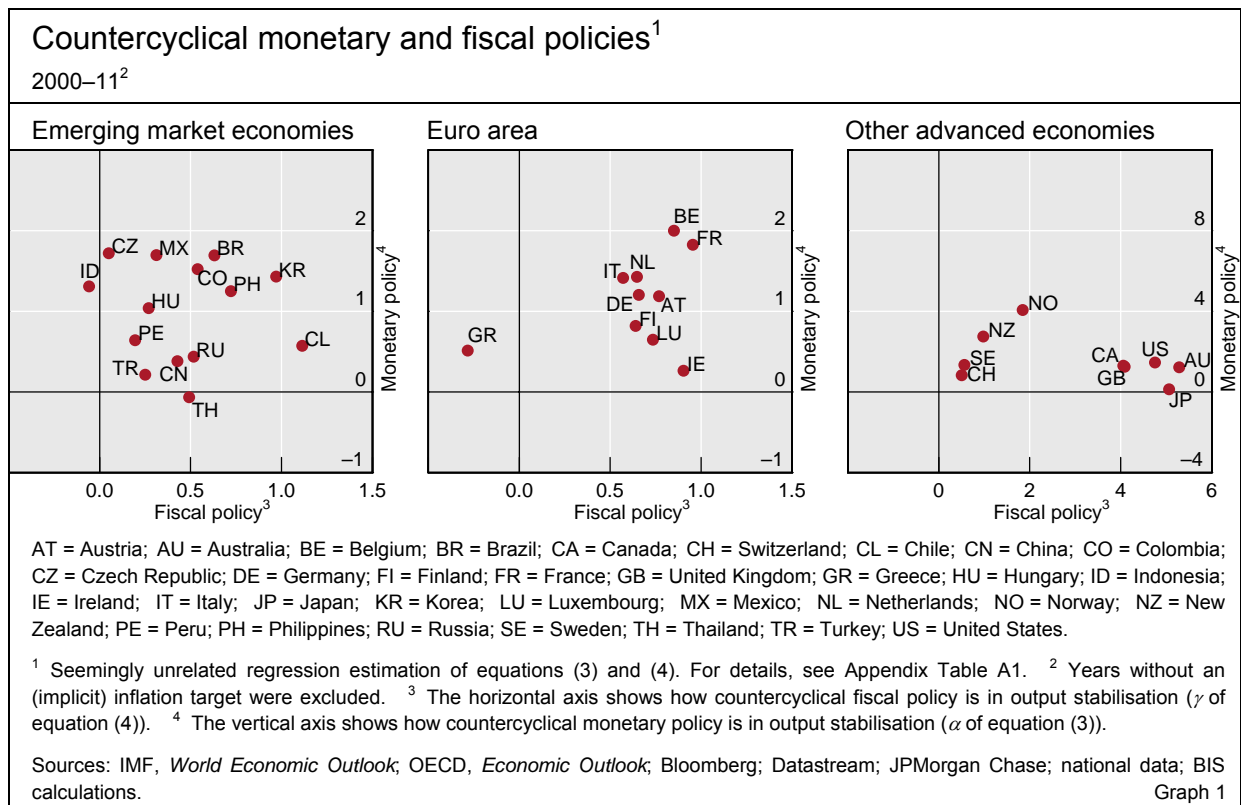 Countercyclical monetary and fiscal policies¹
2000–11²
Emerging market economies
Euro area
Other advanced economies
2
1
0
–1
CZ
MX
BR
ID
CO
PH
KR
HU
PE
RU
CL
TR
CN
TH
Monetary policy⁴
0.0
0.5
1.0
1.5
Fiscal policy³
2
1
0
–1
BE
FR
IT
NL
DE
AT
FI
LU
GR
IE
Monetary policy⁴
0.0
0.5
1.0
1.5
Fiscal policy³
8
4
0
–4
NO
NZ
SE
CH
CA
GB
US
AU
JP
Monetary policy⁴
0
2
4
6
Fiscal policy³
AT = Austria; AU = Australia; BE = Belgium; BR = Brazil; CA = Canada; CH = Switzerland; CL = Chile; CN = China; CO = Colombia;
CZ = Czech Republic; DE = Germany; FI = Finland; FR = France; GB = United Kingdom; GR = Greece; HU = Hungary; ID = Indonesia;
IE = Ireland; IT = Italy; JP = Japan; KR = Korea; LU = Luxembourg; MX = Mexico; NL = Netherlands; NO = Norway; NZ = New
Zealand; PE = Peru; PH = Philippines; RU = Russia; SE = Sweden; TH = Thailand; TR = Turkey; US = United States.
¹ Seemingly unrelated regression estimation of equations (3) and (4). For details, see Appendix Table A1. ² Years without an
(implicit) inflation target were excluded. ³ The horizontal axis shows how countercyclical fiscal policy is in output stabilisation (γ of
equation (4)). ⁴ The vertical axis shows how countercyclical monetary policy is in output stabilisation (α of equation (3)).
Sources: IMF, World Economic Outlook; OECD, Economic Outlook; Bloomberg; Datastream; JPMorgan Chase; national data; BIS
calculations.
Graph 1